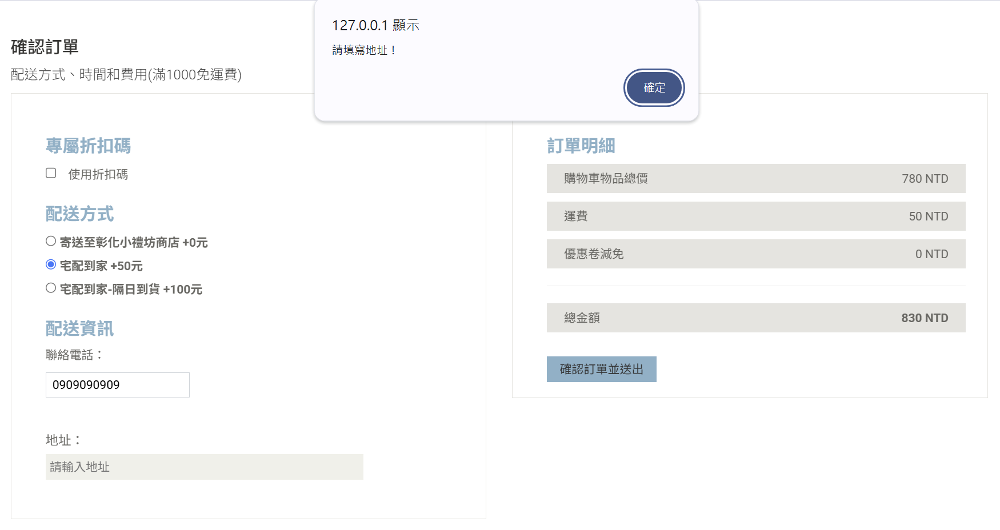 127.0.0.1 顯示
請填寫地址！
確定
確認訂單
配送方式、時間和費用(滿1000免運費)
專屬折扣碼
使用折扣碼
配送方式
寄送至彰化小禮坊商店 +0元
宅配到家 +50元
宅配到家-隔日到貨 +100元
配送資訊
聯絡電話：
0909090909
地址：
請輸入地址
訂單明細
購物車物品總價 780 NTD
運費 50 NTD
優惠卷減免 0 NTD
總金額 830 NTD
確認訂單並送出